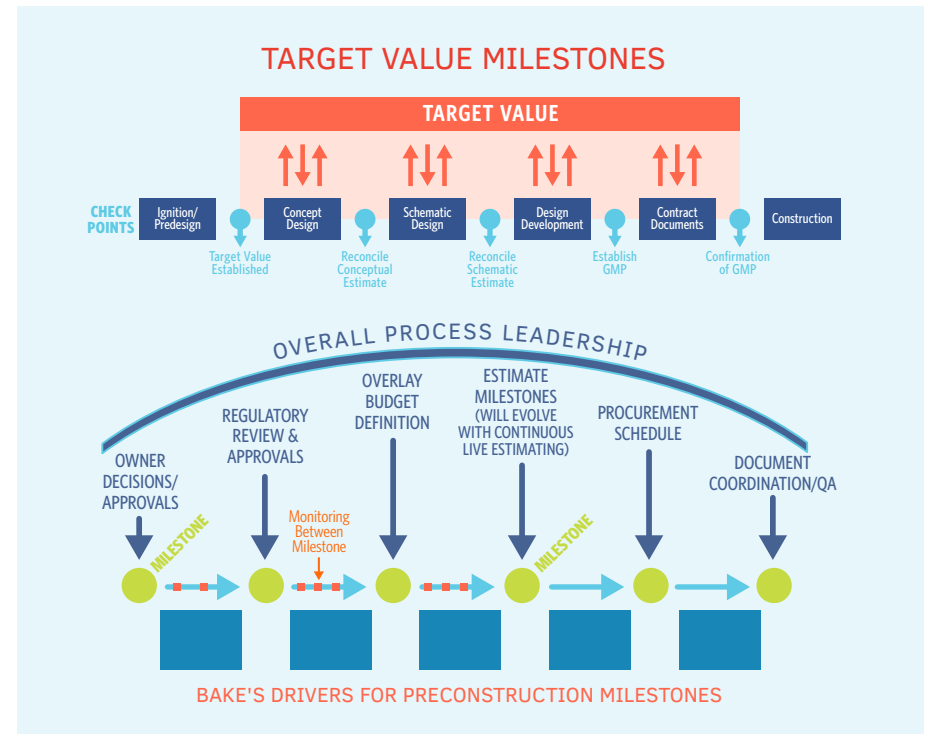 TARGET VALUE MILESTONES
TARGET VALUE
CHECK
POINTS
Ignition/
Predesign
Concept
Design
Schematic
Design
Design
Development
Contract
Documents
Construction
Target Value
Established
Reconcile
Conceptual
Estimate
Reconcile
Schematic
Estimate
Establish
GMP
Confirmation
of GMP
OVERALL PROCESS LEADERSHIP
OWNER
DECISIONS/
APPROVALS
REGULATORY
REVIEW &
APPROVALS
OVERLAY
BUDGET
DEFINITION
ESTIMATE
MILESTONES
(WILL EVOLVE
WITH CONTINUOUS
LIVE ESTIMATING)
PROCUREMENT
SCHEDULE
DOCUMENT
COORDINATION/QA
MILESTONE
Monitoring
Between
Milestone
MILESTONE
BAKE'S DRIVERS FOR PRECONSTRUCTION MILESTONES